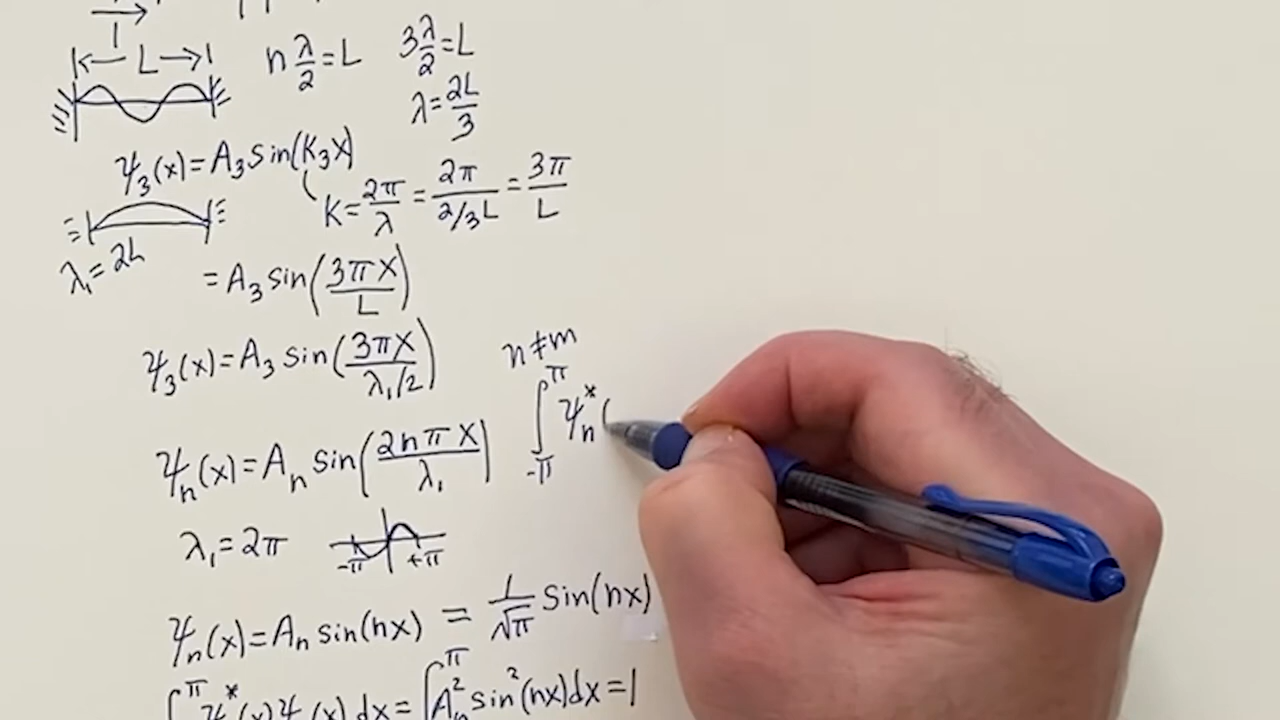 |← L →| n λ/2 = L 3 λ/2 = L
λ = 2L/3
ψ₃(x) = A₃ sin(K₃x)
K = 2π/λ = 2π/(2/3 L) = 3π/L
λ₁ = 2L
= A₃ sin(3πx/L)
ψ₃(x) = A₃ sin(3πx/(λ₁/2))
n ≠ m
∫_{-π}^{π} ψₙ* (
ψₙ(x) = Aₙ sin(2nπx/λ₁)
λ₁ = 2π -π +π
ψₙ(x) = Aₙ sin(nx) = 1/√π sin(nx)
∫^{π} ψ*(x) ψ (x) dx = ∫^{π} Aₙ² sin²(nx) dx = 1